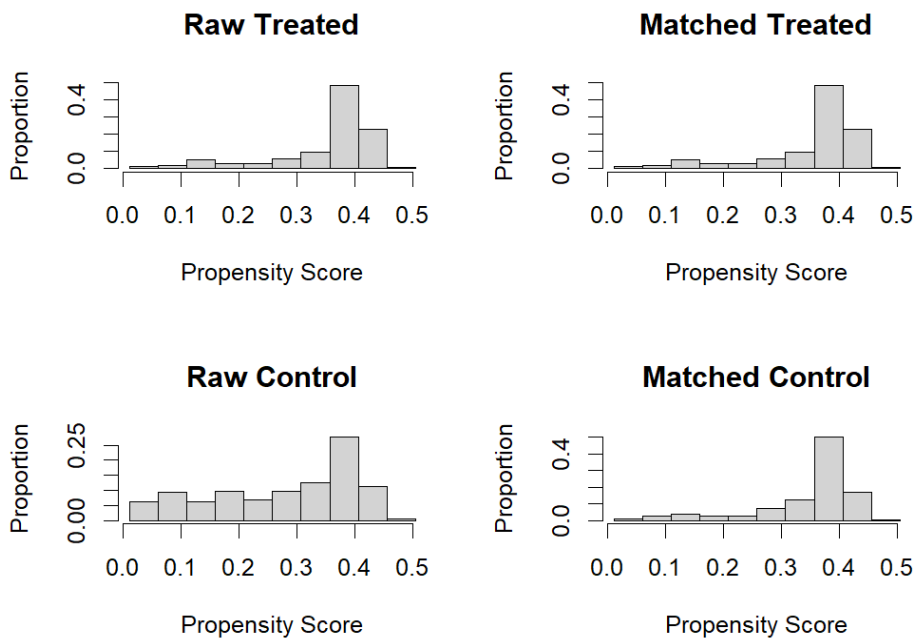 Raw Treated
Proportion
0.0 0.4
0.0 0.1 0.2 0.3 0.4 0.5
Propensity Score
Matched Treated
Proportion
0.0 0.4
0.0 0.1 0.2 0.3 0.4 0.5
Propensity Score
Raw Control
Proportion
0.00 0.25
0.0 0.1 0.2 0.3 0.4 0.5
Propensity Score
Matched Control
Proportion
0.0 0.4
0.0 0.1 0.2 0.3 0.4 0.5
Propensity Score